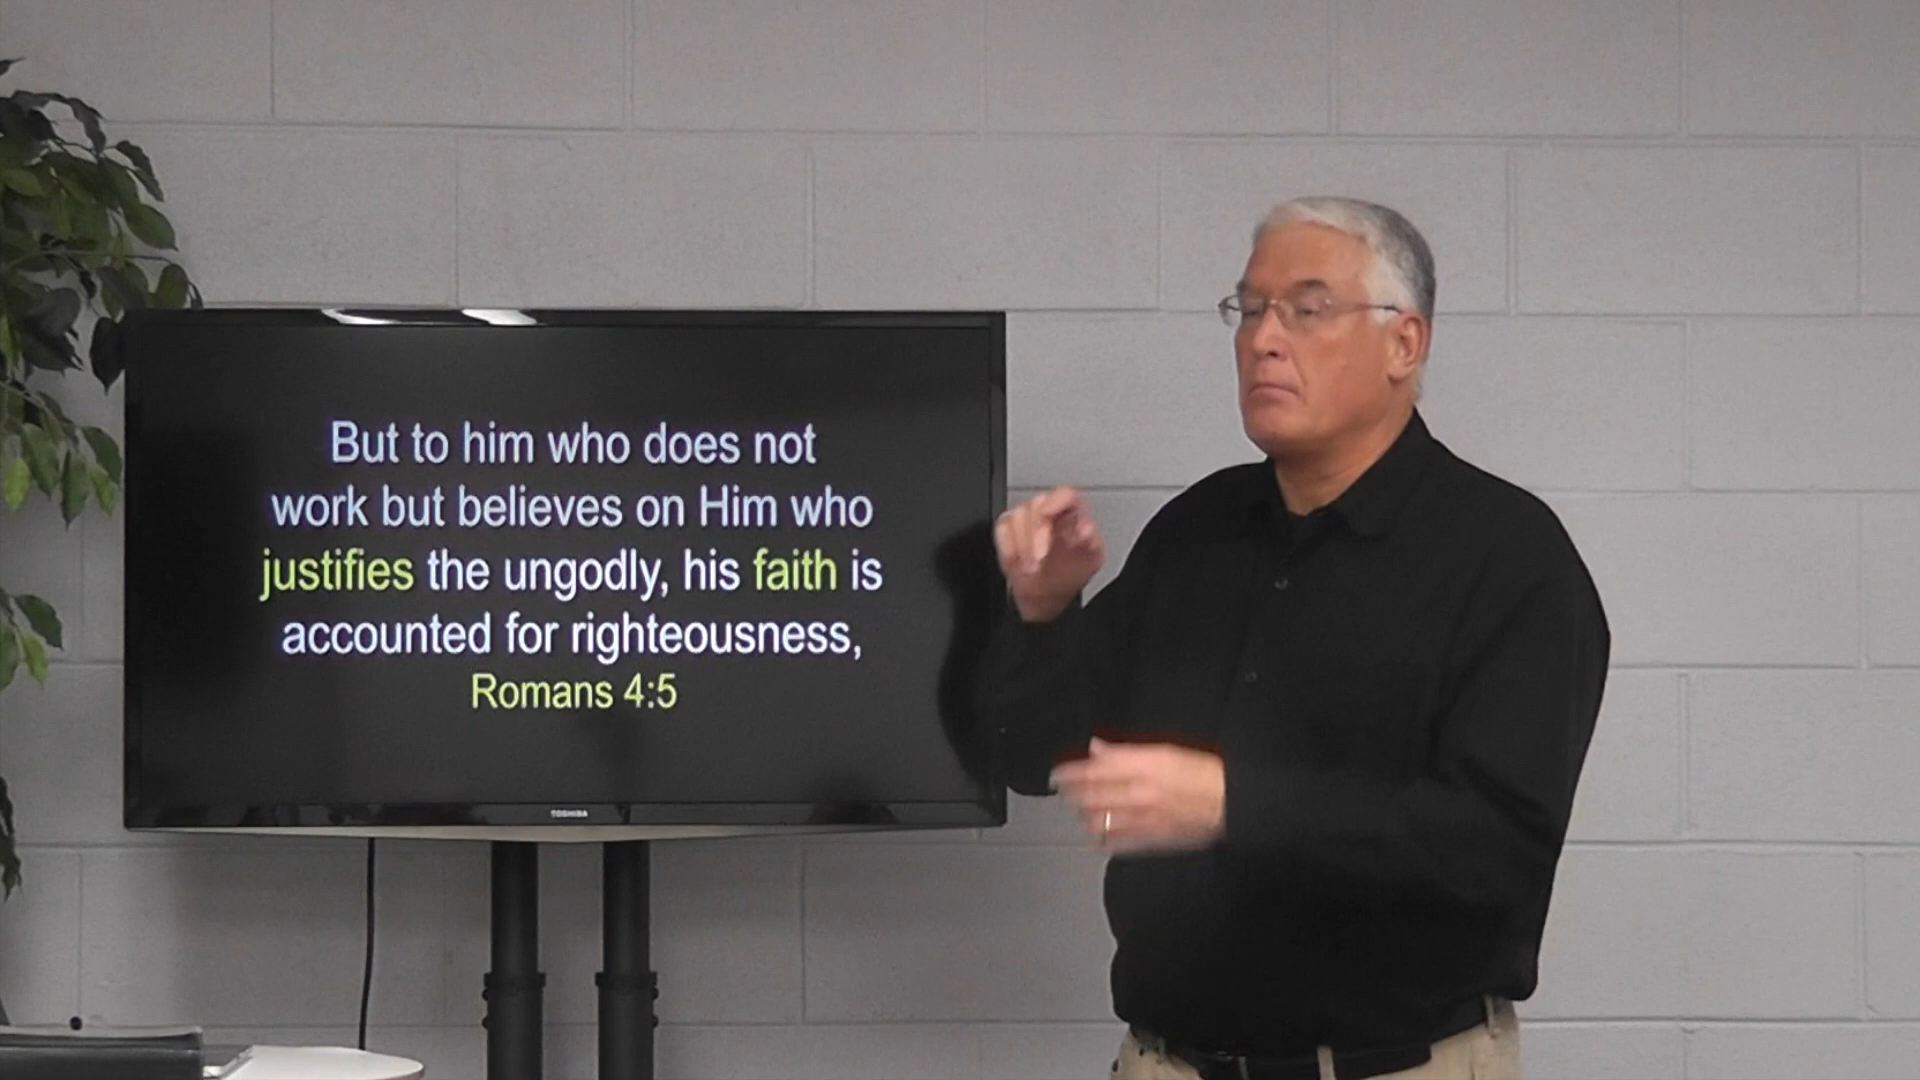 But to him who does not
work but believes on Him who
justifies the ungodly, his faith is
accounted for righteousness,
Romans 4:5
TOSHIBA